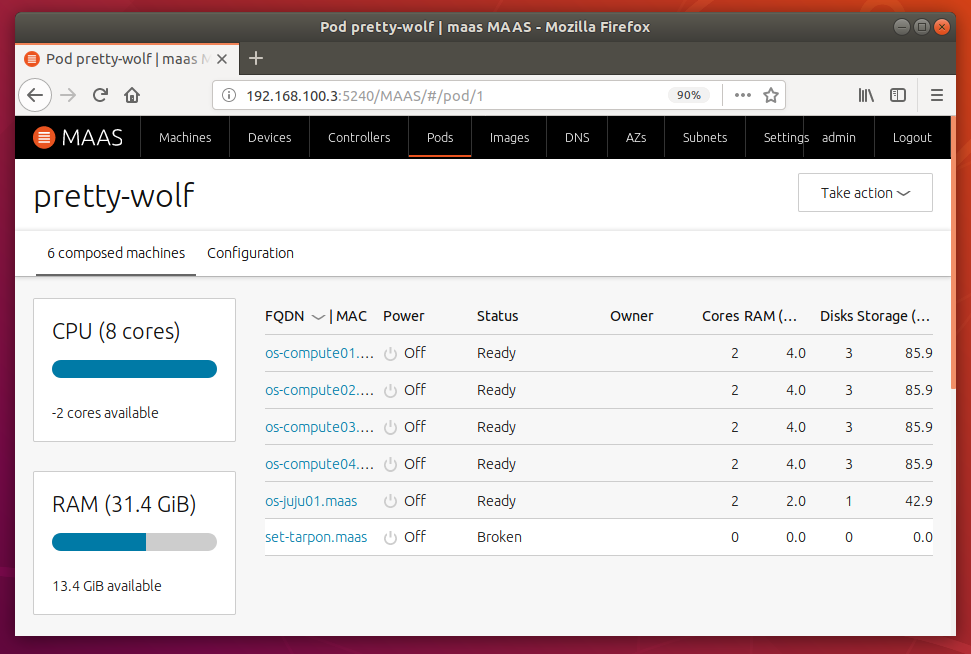 Pod pretty-wolf | maas MAAS - Mozilla Firefox
Pod pretty-wolf | maas M
192.168.100.3:5240/MAAS/#/pod/1 90%
MAAS Machines Devices Controllers Pods Images DNS AZs Subnets Settings admin Logout
pretty-wolf
Take action
6 composed machines Configuration
CPU (8 cores)
-2 cores available
RAM (31.4 GiB)
13.4 GiB available
FQDN | MAC Power Status Owner Cores RAM (... Disks Storage (...
os-compute01.... Off Ready 2 4.0 3 85.9
os-compute02.... Off Ready 2 4.0 3 85.9
os-compute03.... Off Ready 2 4.0 3 85.9
os-compute04.... Off Ready 2 4.0 3 85.9
os-juju01.maas Off Ready 2 2.0 1 42.9
set-tarpon.maas Off Broken 0 0.0 0 0.0